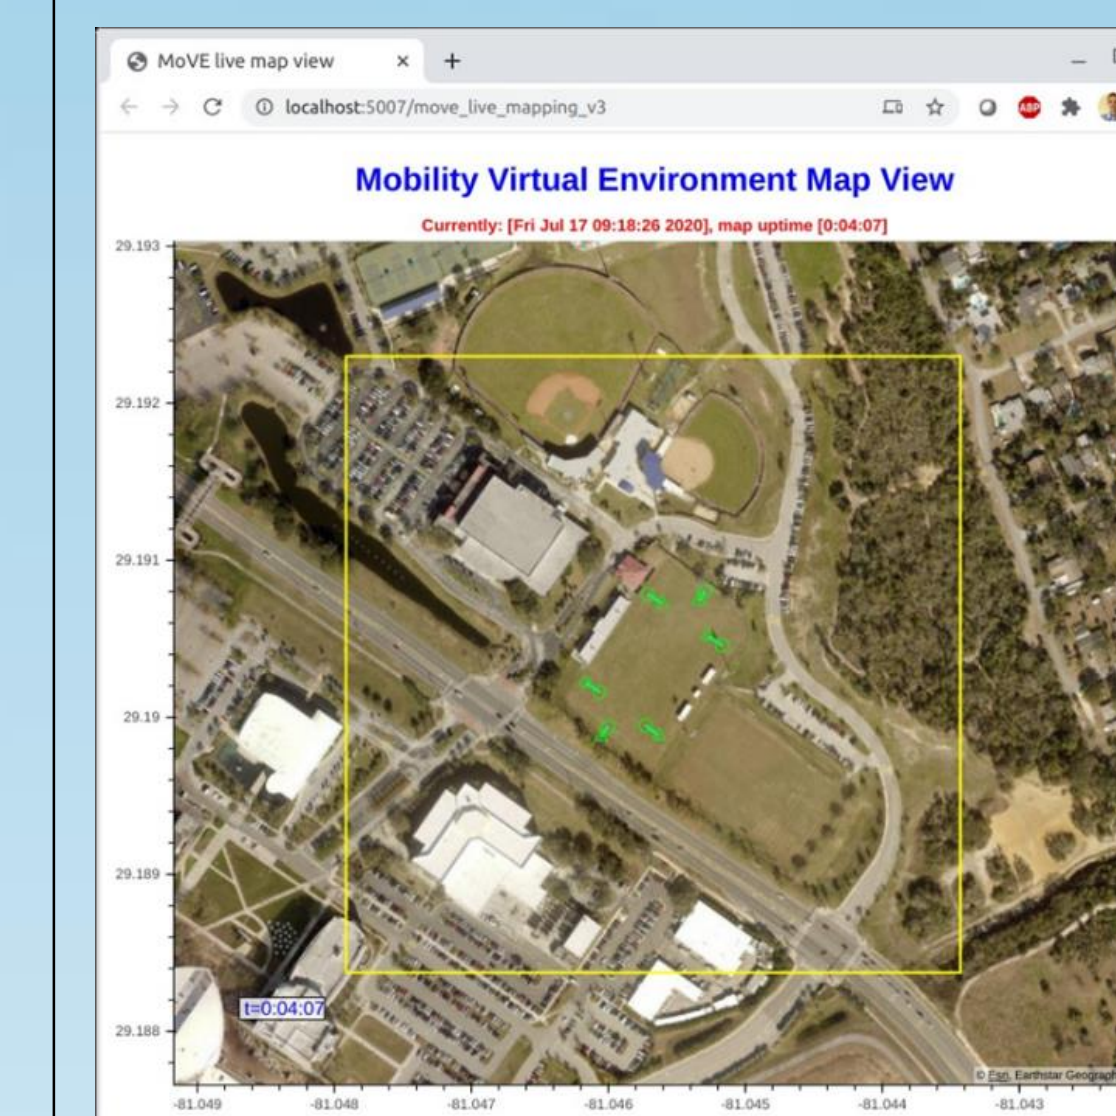 MoVE live map view
localhost:5007/move_live_mapping_v3
ABP
Mobility Virtual Environment Map View
Currently: [Fri Jul 17 09:18:26 2020], map uptime [0:04:07]
29.193
29.192
29.191
29.19
29.189
29.188
t=0:04:07
© Esri, Earthstar Geograph
-81.049 -81.048 -81.047 -81.046 -81.045 -81.044 -81.043